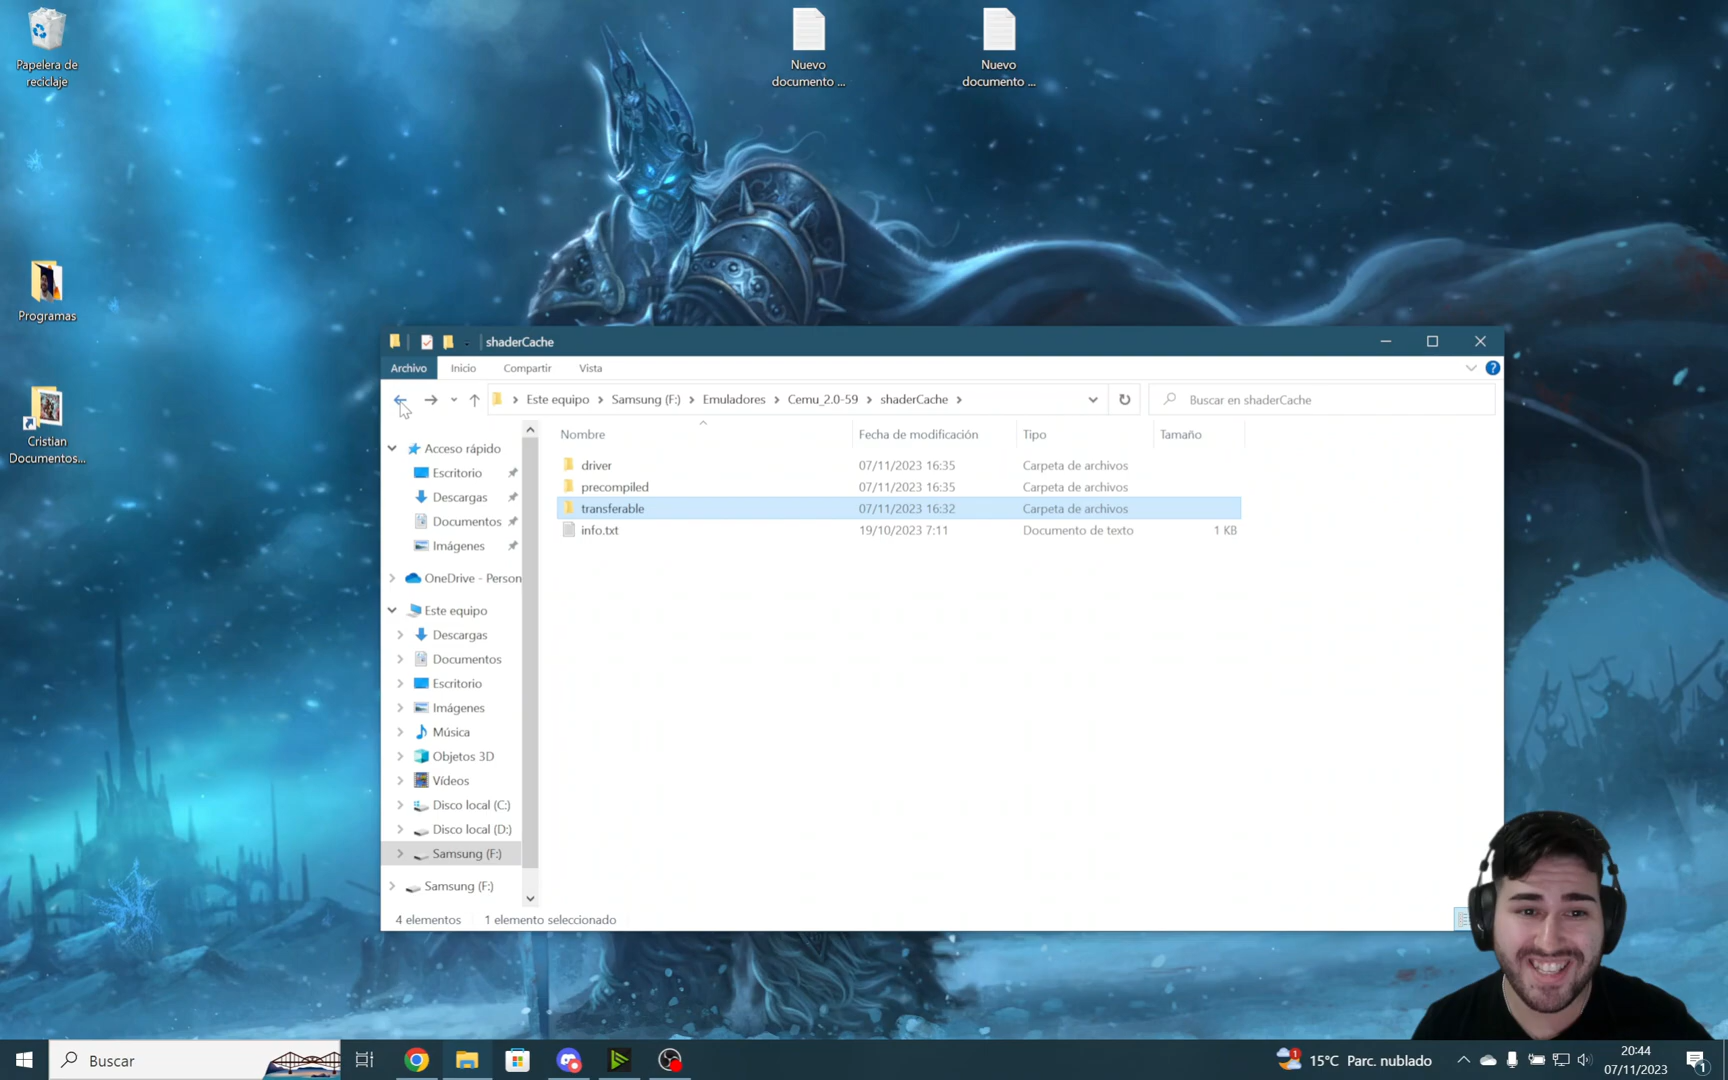 Papelera de
reciclaje
Nuevo
documento ...
Nuevo
documento ...
Programas
Cristian
Documentos...
shaderCache
Archivo
Inicio
Compartir
Vista
Este equipo
Samsung (F:)
Emuladores
Cemu_2.0-59
shaderCache
Buscar en shaderCache
Nombre
Fecha de modificación
Tipo
Tamaño
driver
07/11/2023 16:35
Carpeta de archivos
precompiled
07/11/2023 16:35
Carpeta de archivos
transferable
07/11/2023 16:32
Carpeta de archivos
info.txt
19/10/2023 7:11
Documento de texto
1 KB
Acceso rápido
Escritorio
Descargas
Documentos
Imágenes
OneDrive - Person
Este equipo
Descargas
Documentos
Escritorio
Imágenes
Música
Objetos 3D
Vídeos
Disco local (C:)
Disco local (D:)
Samsung (F:)
Samsung (F:)
4 elementos
1 elemento seleccionado
Buscar
1
15°C Parc. nublado
20:44
07/11/2023
1